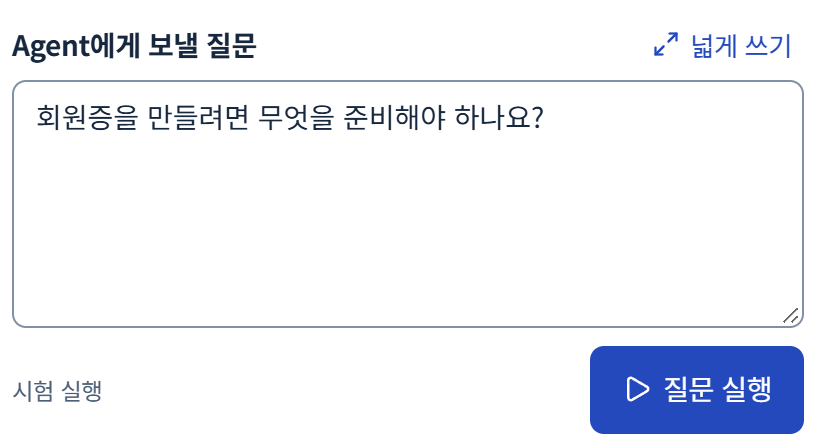 Agent에게 보낼 질문
넓게 쓰기
회원증을 만들려면 무엇을 준비해야 하나요?
시험 실행
질문 실행